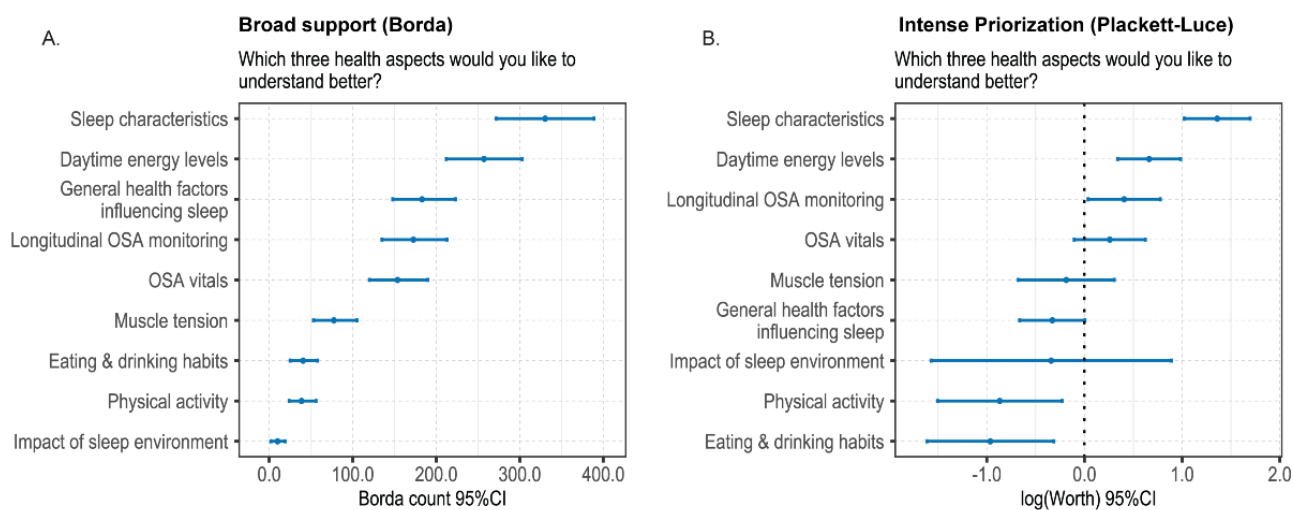 A.
Broad support (Borda)
Which three health aspects would you like to
understand better?
Sleep characteristics
Daytime energy levels
General health factors
influencing sleep
Longitudinal OSA monitoring
OSA vitals
Muscle tension
Eating & drinking habits
Physical activity
Impact of sleep environment
0.0 100.0 200.0 300.0 400.0
Borda count 95%CI
B.
Intense Priorization (Plackett-Luce)
Which three health aspects would you like to
understand better?
Sleep characteristics
Daytime energy levels
Longitudinal OSA monitoring
OSA vitals
Muscle tension
General health factors
influencing sleep
Impact of sleep environment
Physical activity
Eating & drinking habits
-1.0 0.0 1.0 2.0
log(Worth) 95%CI